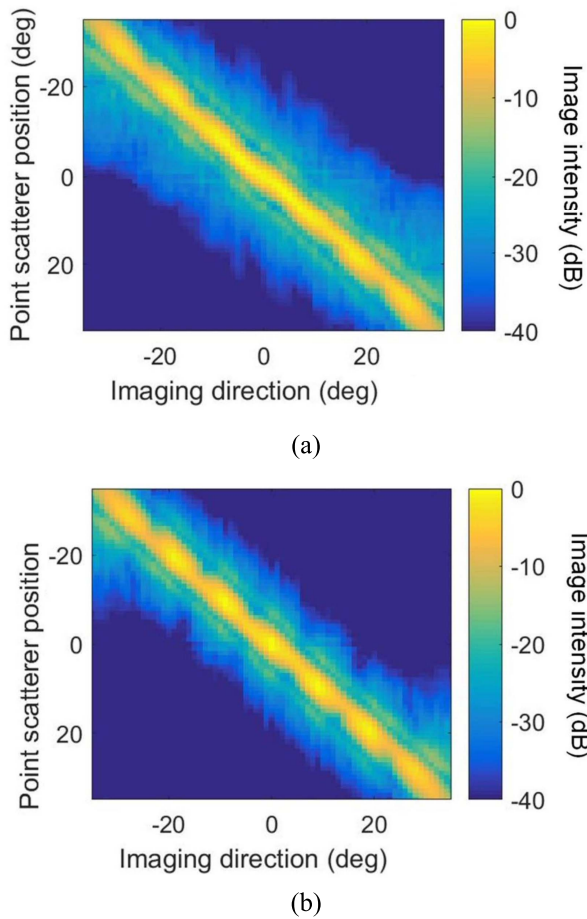 Point scatterer position (deg)
-20
0
20
-20 0 20
Imaging direction (deg)
0
-10
-20
-30
-40
Image intensity (dB)
(a)
Point scatterer position
-20
0
20
-20 0 20
Imaging direction (deg)
0
-10
-20
-30
-40
Image intensity (dB)
(b)